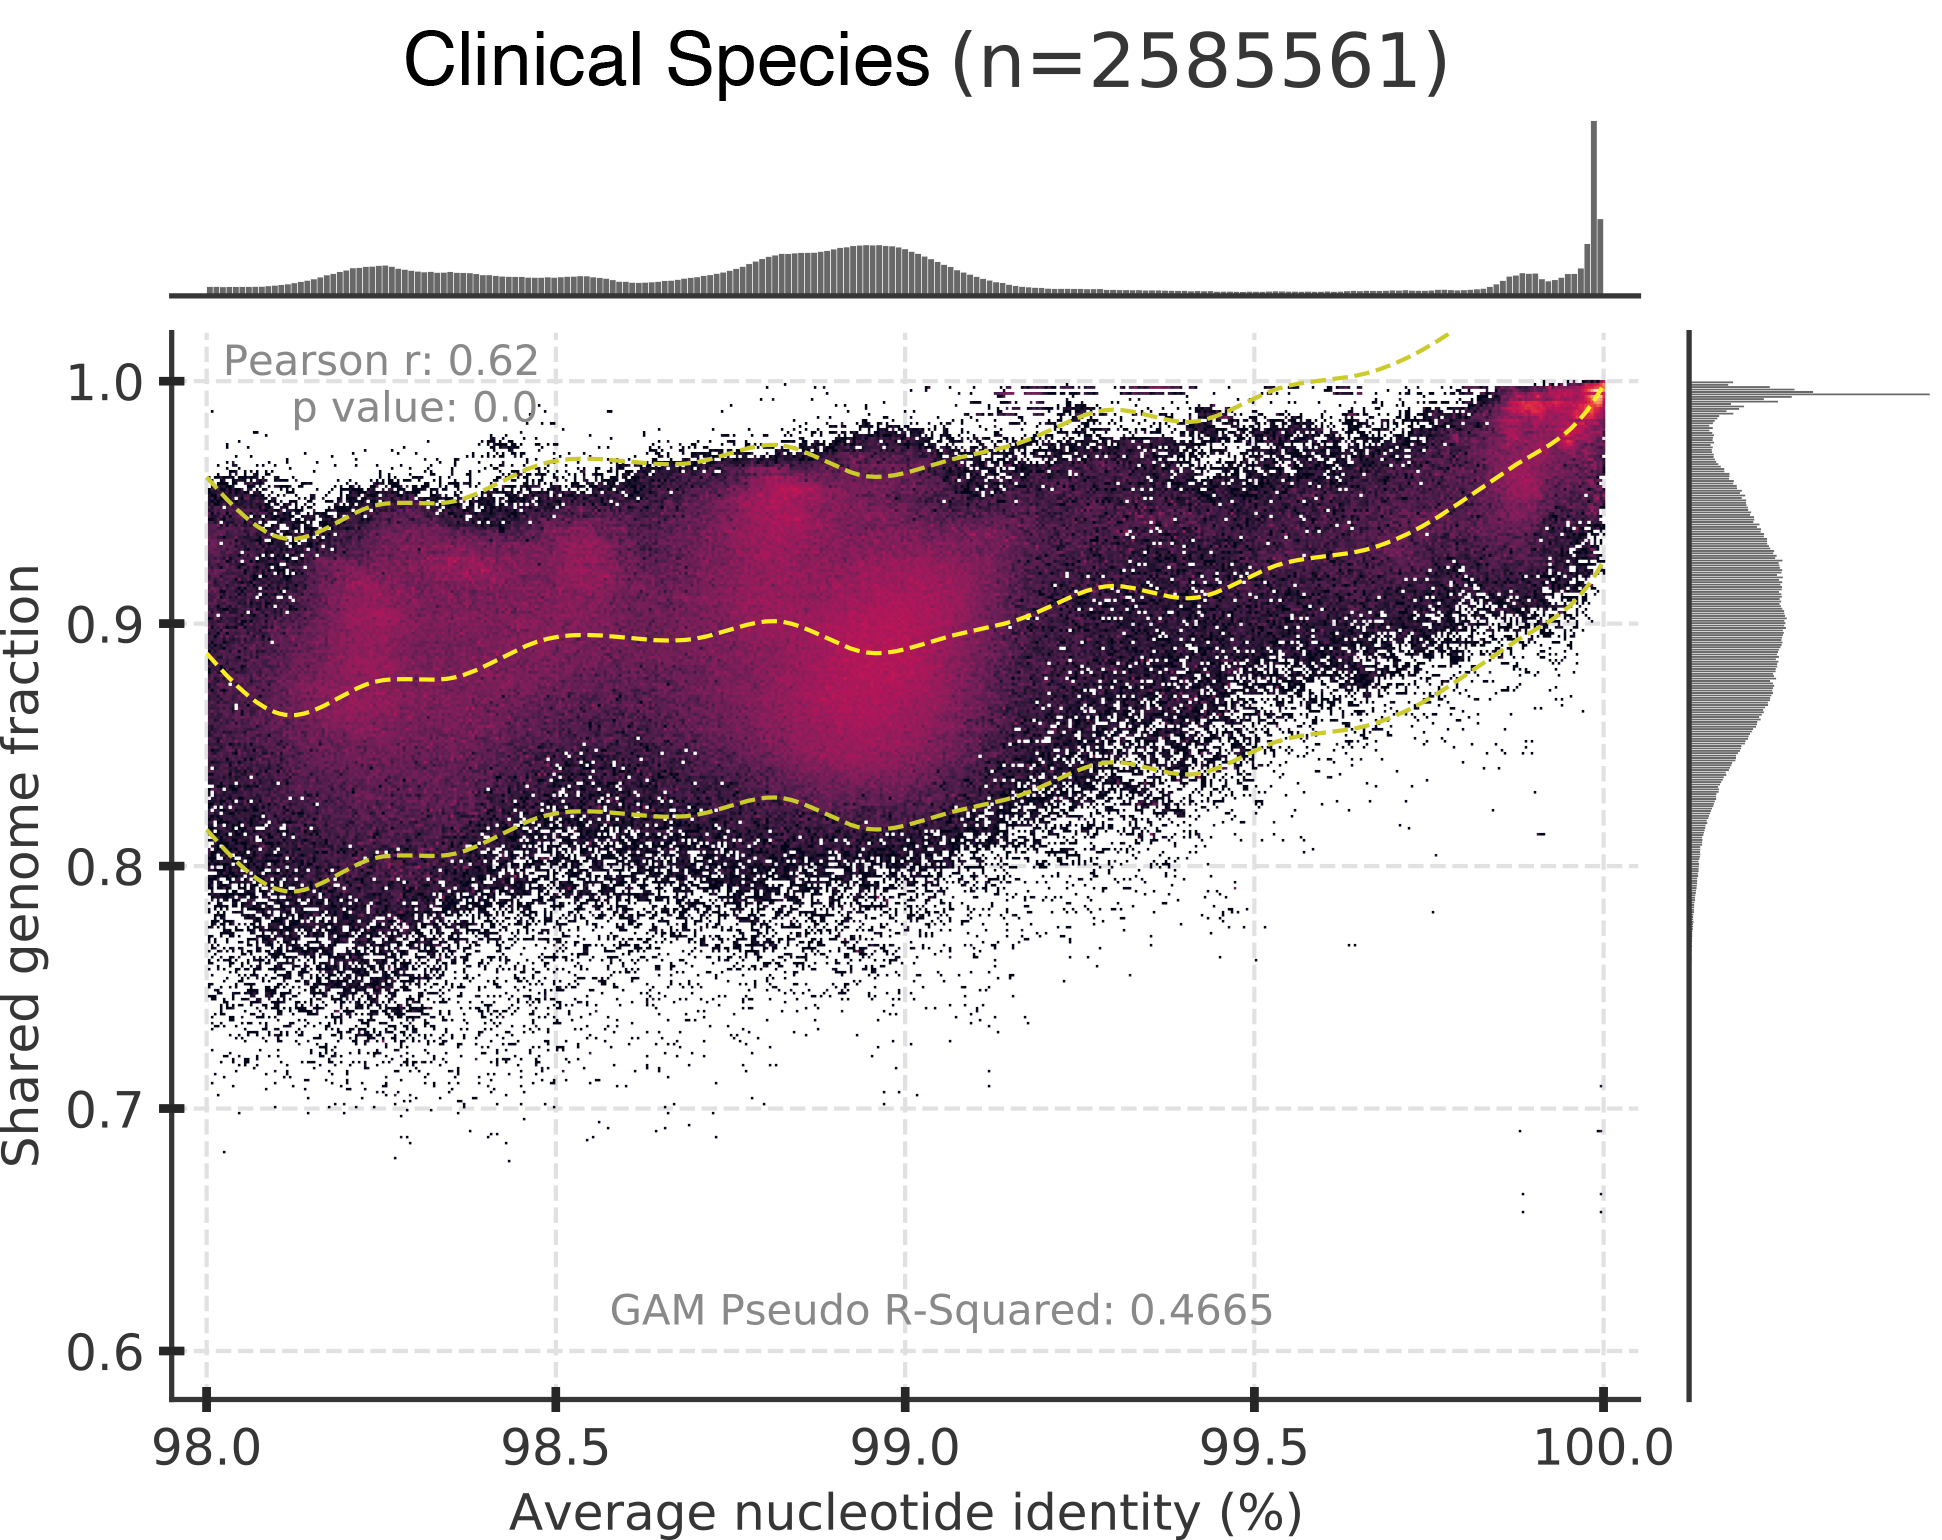 Clinical Species (n=2585561)
Pearson r: 0.62
p value: 0.0
1.0
0.9
0.8
0.7
0.6
Shared genome fraction
GAM Pseudo R-Squared: 0.4665
98.0 98.5 99.0 99.5 100.0
Average nucleotide identity (%)